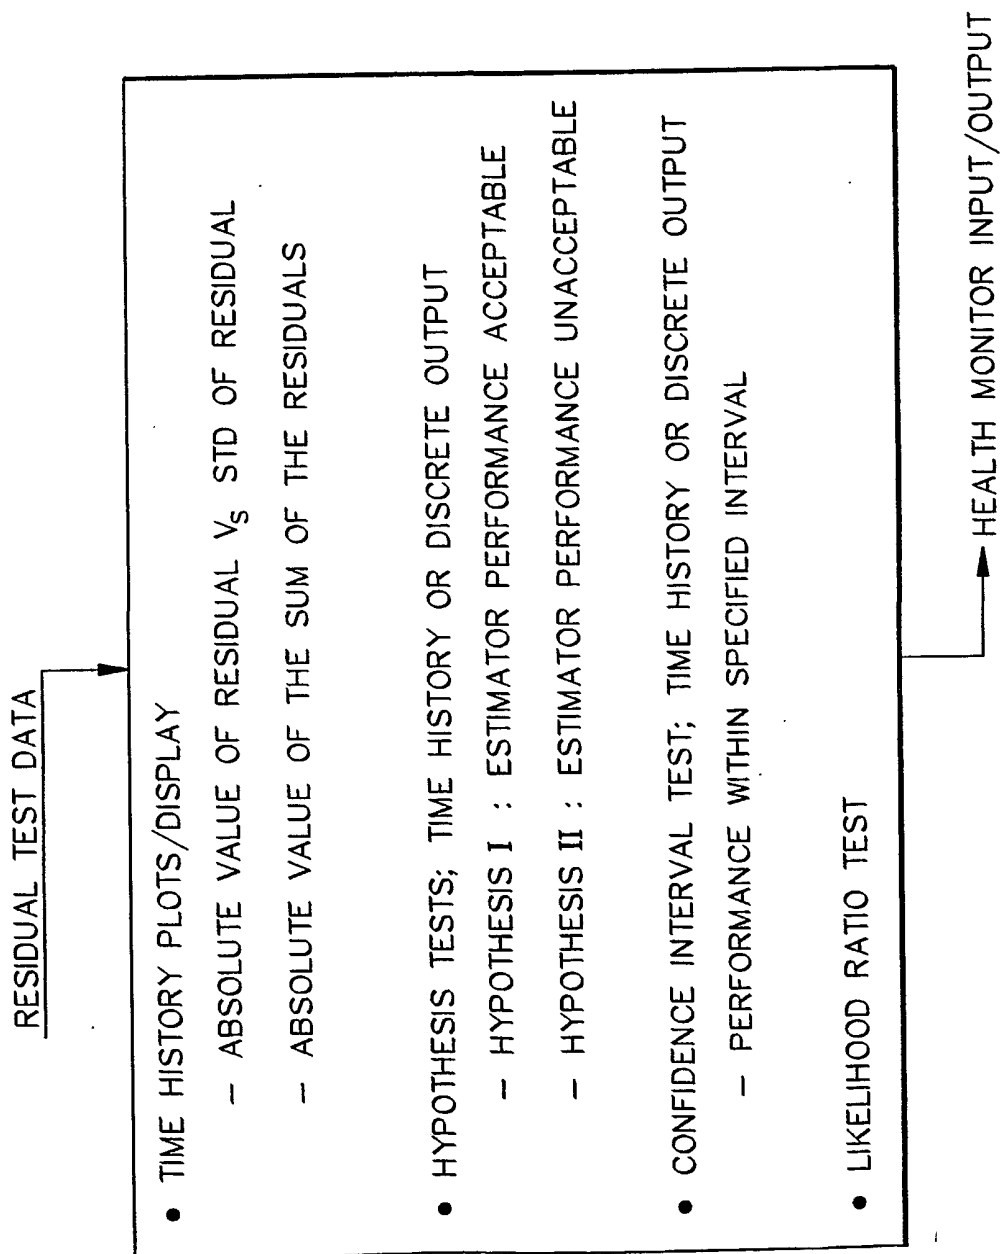 RESIDUAL TEST DATA
• TIME HISTORY PLOTS/DISPLAY
– ABSOLUTE VALUE OF RESIDUAL VS STD OF RESIDUAL
– ABSOLUTE VALUE OF THE SUM OF THE RESIDUALS
• HYPOTHESIS TESTS; TIME HISTORY OR DISCRETE OUTPUT
– HYPOTHESIS I : ESTIMATOR PERFORMANCE ACCEPTABLE
– HYPOTHESIS II : ESTIMATOR PERFORMANCE UNACCEPTABLE
• CONFIDENCE INTERVAL TEST; TIME HISTORY OR DISCRETE OUTPUT
– PERFORMANCE WITHIN SPECIFIED INTERVAL
• LIKELIHOOD RATIO TEST
HEALTH MONITOR INPUT/OUTPUT